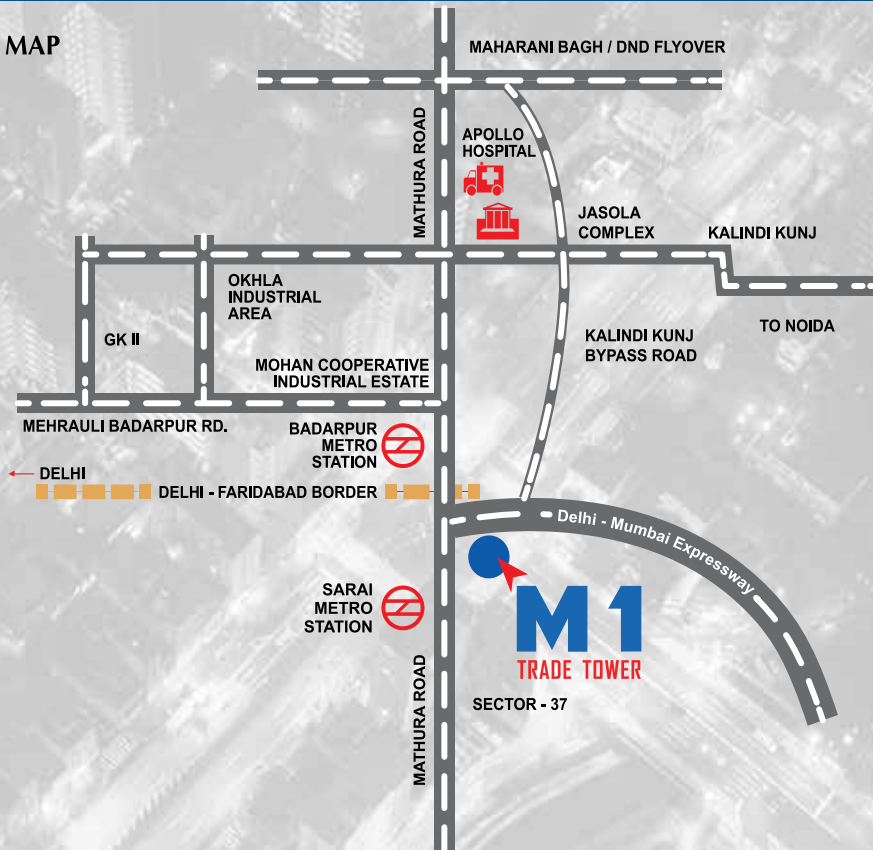 MAP
MAHARANI BAGH / DND FLYOVER
MATHURA ROAD
APOLLO
HOSPITAL
JASOLA
COMPLEX
KALINDI KUNJ
OKHLA
INDUSTRIAL
AREA
GK II
TO NOIDA
KALINDI KUNJ
BYPASS ROAD
MOHAN COOPERATIVE
INDUSTRIAL ESTATE
MEHRAULI BADARPUR RD.
BADARPUR
METRO
STATION
DELHI
DELHI - FARIDABAD BORDER
Delhi - Mumbai Expressway
SARAI
METRO
STATION
M 1
TRADE TOWER
SECTOR - 37
MATHURA ROAD